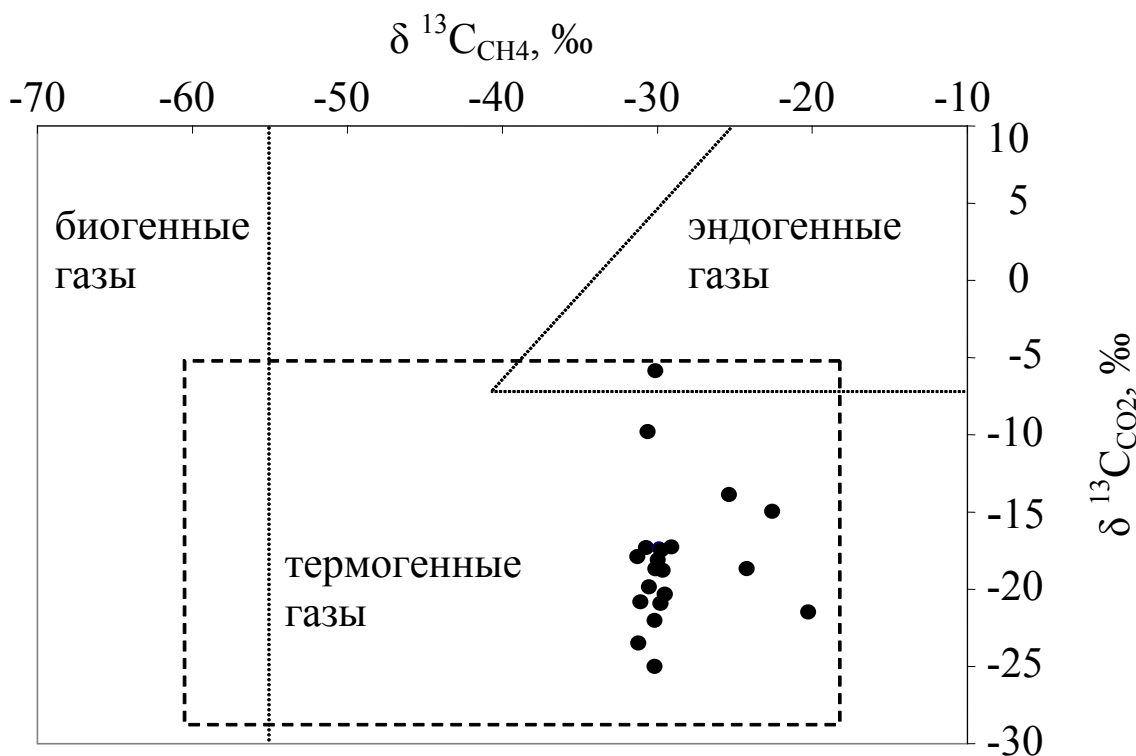 δ ¹³C_CH4, ‰
-70 -60 -50 -40 -30 -20 -10
10
5
0
-5
-10
-15
-20
-25
-30
δ ¹³C_CO2, ‰
биогенные
газы
эндогенные
газы
термогенные
газы